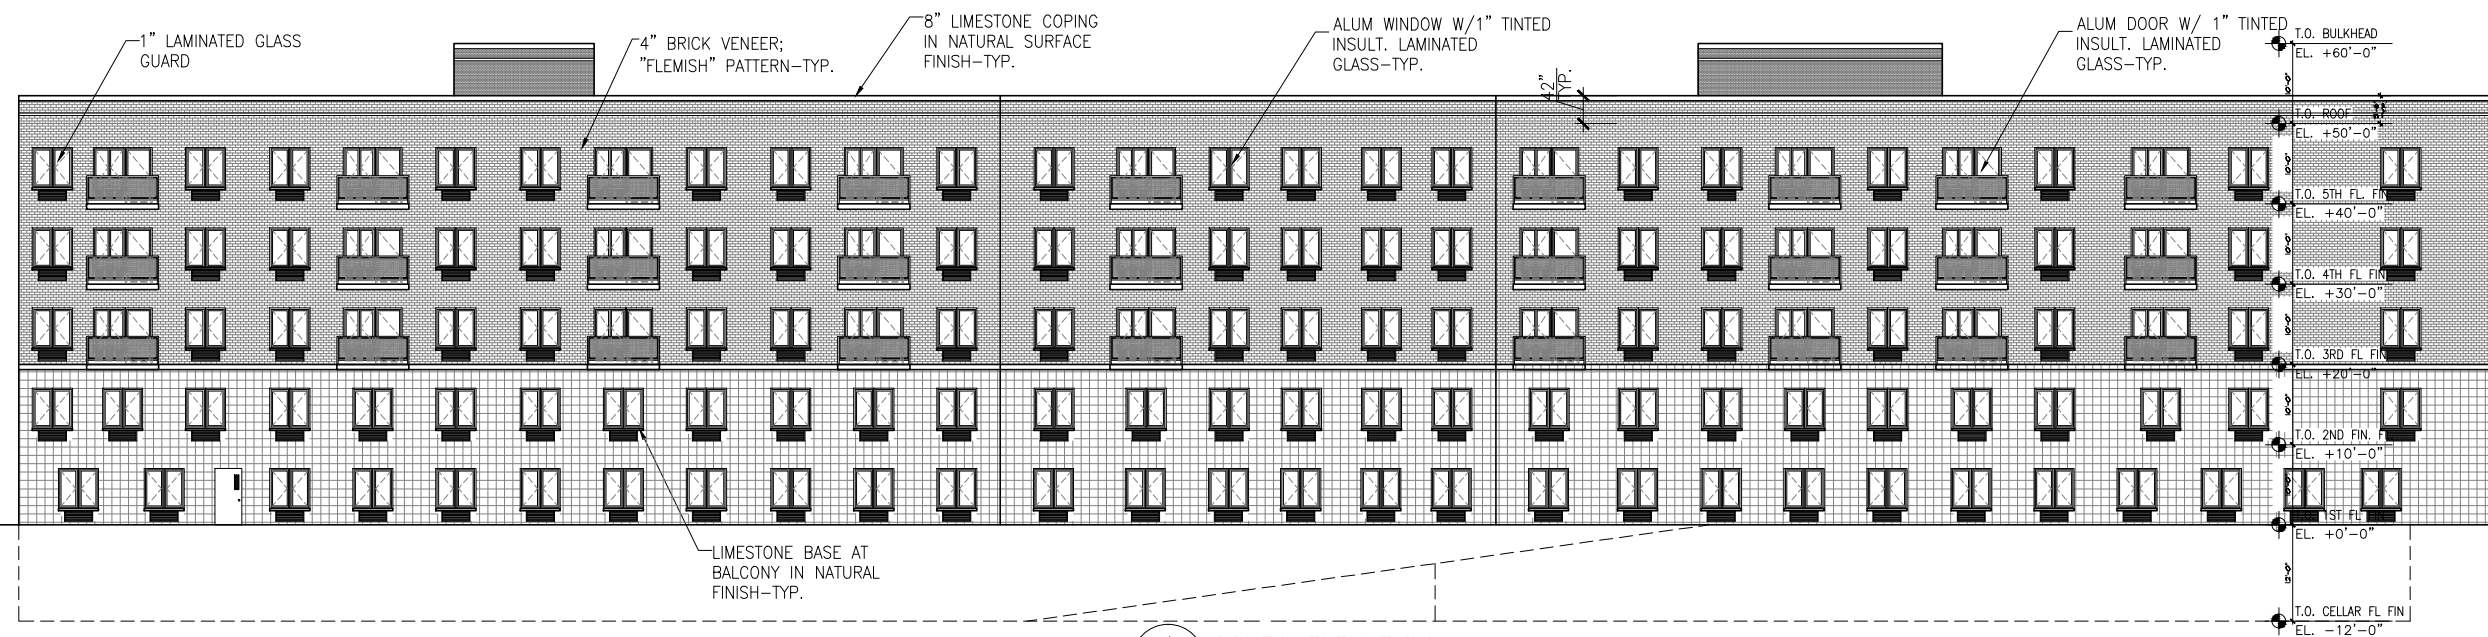 1" LAMINATED GLASS
GUARD
4" BRICK VENEER;
"FLEMISH" PATTERN-TYP.
8" LIMESTONE COPING
IN NATURAL SURFACE
FINISH-TYP.
ALUM WINDOW W/1" TINTED
INSULT. LAMINATED
GLASS-TYP.
42"
TYP.
ALUM DOOR W/ 1" TINTED
INSULT. LAMINATED
GLASS-TYP.
T.O. BULKHEAD
EL. +60'-0"
T.O. ROOF
EL. +50'-0"
T.O. 5TH FL. FIN
EL. +40'-0"
T.O. 4TH FL FIN
EL. +30'-0"
T.O. 3RD FL FIN
EL. +20'-0"
T.O. 2ND FIN. F
EL. +10'-0"
1ST FL
EL. +0'-0"
LIMESTONE BASE AT
BALCONY IN NATURAL
FINISH-TYP.
T.O. CELLAR FL FIN
EL. -12'-0"